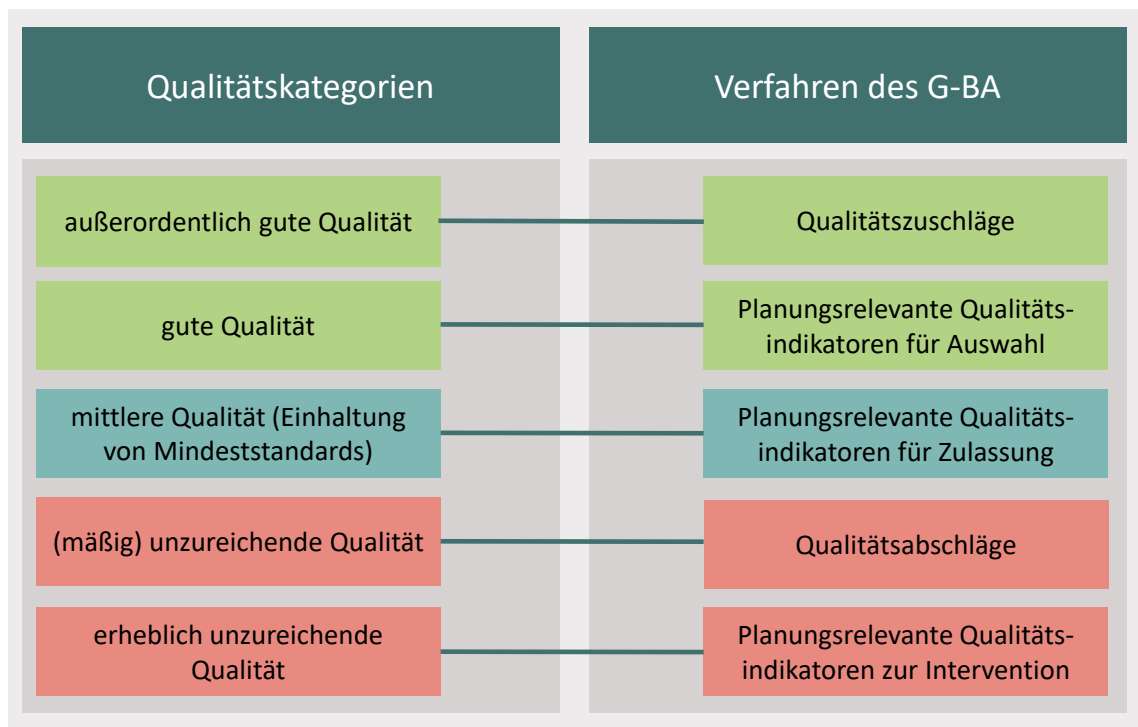 Qualitätskategorien
Verfahren des G-BA
außerordentlich gute Qualität
Qualitätszuschläge
gute Qualität
Planungsrelevante Qualitäts-
indikatoren für Auswahl
mittlere Qualität (Einhaltung
von Mindeststandards)
Planungsrelevante Qualitäts-
indikatoren für Zulassung
(mäßig) unzureichende Qualität
Qualitätsabschläge
erheblich unzureichende
Qualität
Planungsrelevante Qualitäts-
indikatoren zur Intervention